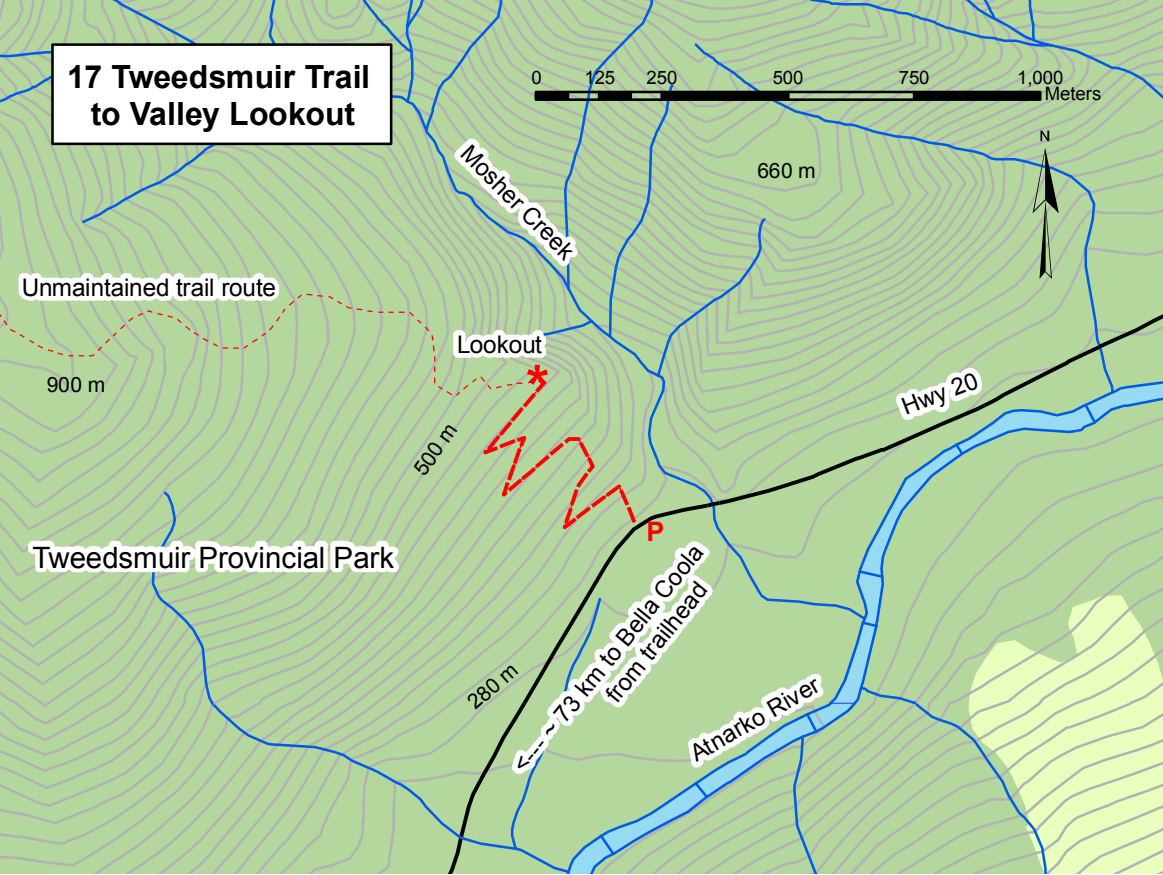 17 Tweedsmuir Trail
to Valley Lookout
0 125 250 500 750 1,000
Meters
N
660 m
Mosher Creek
Unmaintained trail route
Lookout
*
900 m
Hwy 20
500 m
P
Tweedsmuir Provincial Park
<--- ~ 73 km to Bella Coola
from trailhead
280 m
Atnarko River